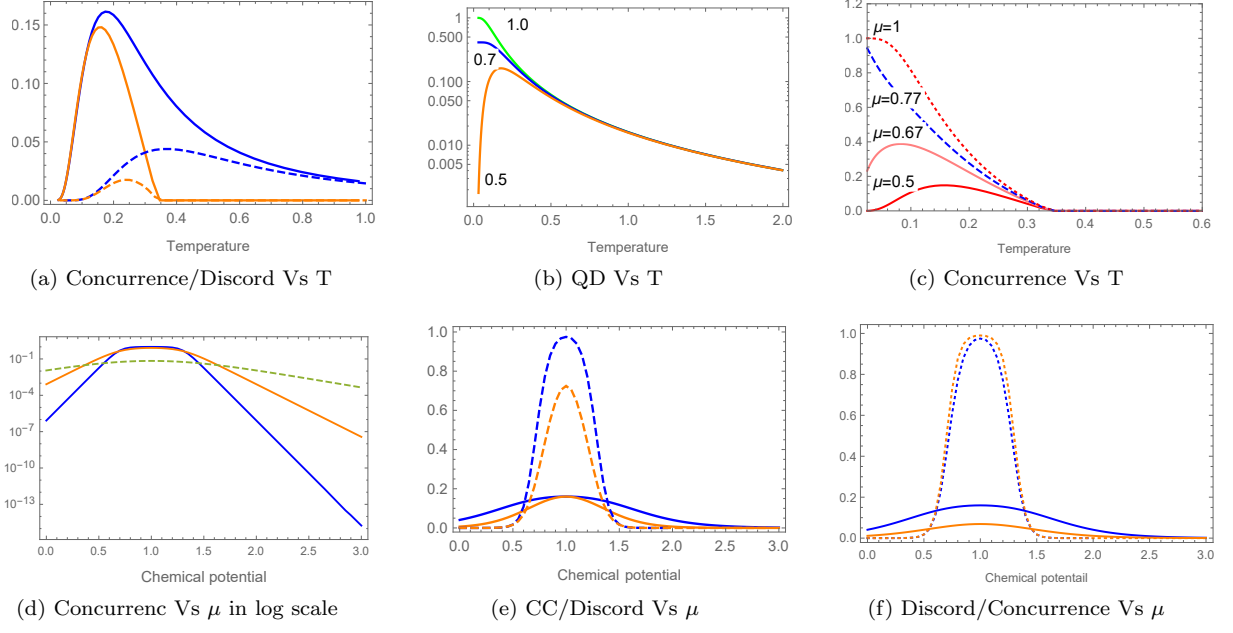 0.15
0.10
0.05
0.00
0.0 0.2 0.4 0.6 0.8 1.0
Temperature
(a) Concurrence/Discord Vs T
1
0.500
0.100
0.050
0.010
0.005
1.0
0.7
0.5
0.0 0.5 1.0 1.5 2.0
Temperature
(b) QD Vs T
1.2
1.0
0.8
0.6
0.4
0.2
0.0
μ=1
μ=0.77
μ=0.67
μ=0.5
0.1 0.2 0.3 0.4 0.5 0.6
Temperature
(c) Concurrence Vs T
10-1
10-4
10-7
10-10
10-13
0.0 0.5 1.0 1.5 2.0 2.5 3.0
Chemical potential
(d) Concurrenc Vs μ in log scale
1.0
0.8
0.6
0.4
0.2
0.0
0.0 0.5 1.0 1.5 2.0 2.5 3.0
Chemical potential
(e) CC/Discord Vs μ
1.0
0.8
0.6
0.4
0.2
0.0
0.0 0.5 1.0 1.5 2.0 2.5 3.0
Chemical potentail
(f) Discord/Concurrence Vs μ